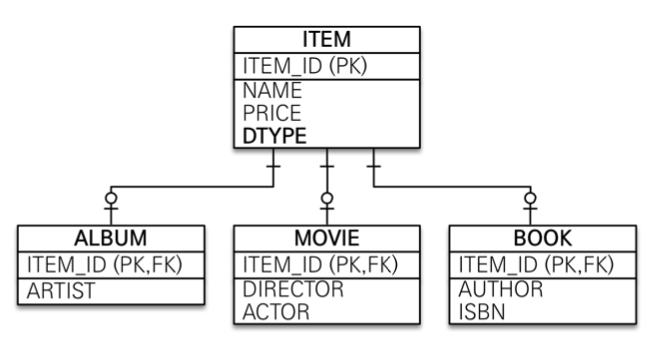 ITEM
ITEM_ID (PK)
NAME
PRICE
DTYPE
ALBUM
ITEM_ID (PK,FK)
ARTIST
MOVIE
ITEM_ID (PK,FK)
DIRECTOR
ACTOR
BOOK
ITEM_ID (PK,FK)
AUTHOR
ISBN